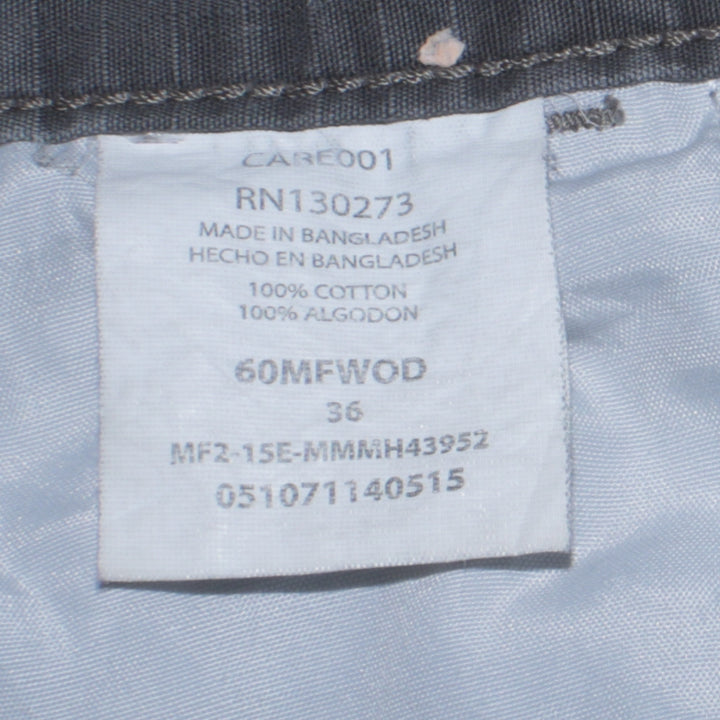 CARE001
RN130273
MADE IN BANGLADESH
HECHO EN BANGLADESH
100% COTTON
100% ALGODON
60MFWOD
36
MF2-15E-MMMH43952
051071140515